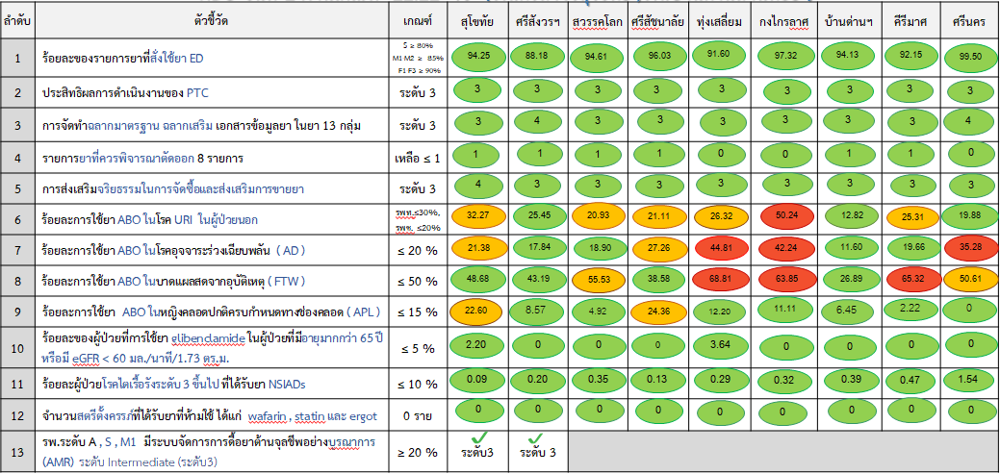 ลำดับ ตัวชี้วัด เกณฑ์ สุโขทัย ศรีสังวรฯ สวรรคโลก ศรีสัชนาลัย ทุ่งเสลี่ยม กงไกรลาศ บ้านด่านฯ คีรีมาศ ศรีนคร
1 ร้อยละของรายการยาที่สั่งใช้ยา ED S ≥ 80% 94.25 88.18 94.61 96.03 91.60 97.32 94.13 92.15 99.50
M1-M2 ≥ 85%
F1-F3 ≥ 90%
2 ประสิทธิผลการดำเนินงานของ PTC ระดับ 3 3 3 3 3 3 3 3 3 3
3 การจัดทำฉลากมาตรฐาน ฉลากเสริม เอกสารข้อมูลยา ในยา 13 กลุ่ม ระดับ 3 3 4 3 3 3 3 3 3 4
4 รายการยาที่ควรพิจารณาตัดออก 8 รายการ เหลือ ≤ 1 1 1 1 1 0 0 1 1 0
5 การส่งเสริมจริยธรรมในการจัดซื้อและส่งเสริมการขายยา ระดับ 3 4 3 3 3 3 3 3 3 3
6 ร้อยละการใช้ยา ABO ในโรค URI ในผู้ป่วยนอก รพท.≤30%, 32.27 25.45 20.93 21.11 26.32 50.24 12.82 25.31 19.88
รพช. ≤20%
7 ร้อยละการใช้ยา ABO ในโรคอุจจาระร่วงเฉียบพลัน ( AD ) ≤ 20 % 21.38 17.84 18.90 27.26 44.81 42.24 11.60 19.66 35.28
8 ร้อยละการใช้ยา ABO ในบาดแผลสดจากอุบัติเหตุ ( FTW ) ≤ 50 % 48.68 43.19 55.53 38.58 68.81 63.85 26.89 65.32 50.61
9 ร้อยละการใช้ยา ABO ในหญิงคลอดปกติครบกำหนดทางช่องคลอด ( APL ) ≤ 15 % 22.60 8.57 4.92 24.36 12.20 11.11 6.45 2.22 0
10 ร้อยละของผู้ป่วยที่การใช้ยา glibenclamide ในผู้ป่วยที่มีอายุมากกว่า 65 ปี ≤ 5 % 2.20 0 0 0 3.64 0 0 0 0
หรือมี eGFR < 60 มล./นาที/1.73 ตร.ม.
11 ร้อยละผู้ป่วยโรคไตเรื้อรังระดับ 3 ขึ้นไป ที่ได้รับยา NSIADs ≤ 10 % 0.09 0.20 0.35 0.13 0.29 0.32 0.39 0.47 1.54
12 จำนวนสตรีตั้งครรภ์ที่ได้รับยาที่ห้ามใช้ ได้แก่ wafarin , statin และ ergot 0 ราย 0 0 0 0 0 0 0 0 0
13 รพ.ระดับ A , S , M1 มีระบบจัดการการดื้อยาต้านจุลชีพอย่างบูรณาการ ≥ 20 % ระดับ3 ระดับ 3
(AMR) ระดับ Intermediate (ระดับ3)